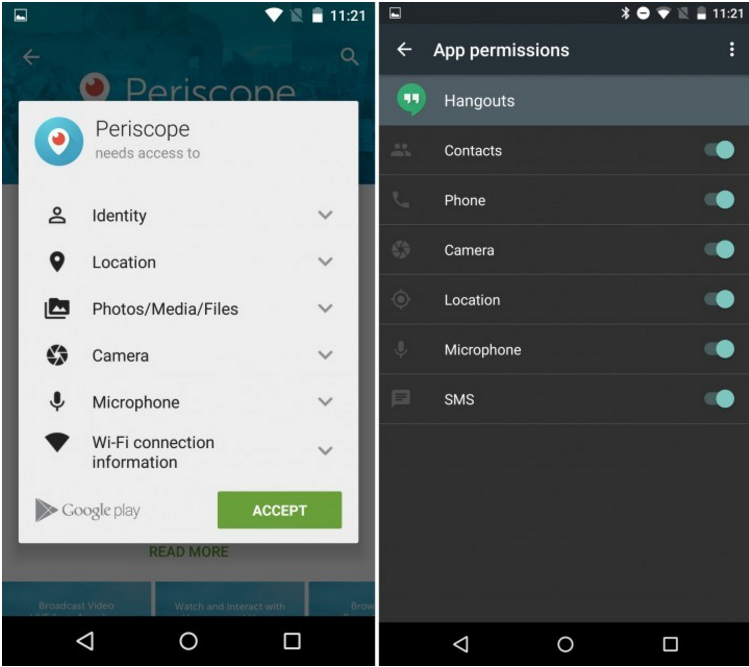 11:21
Periscope
Periscope
needs access to
Identity
Location
Photos/Media/Files
Camera
Microphone
Wi-Fi connection
information
Google play
ACCEPT
READ MORE
Broadcast Video
Watch and Interact with
Brow
11:21
App permissions
Hangouts
Contacts
Phone
Camera
Location
Microphone
SMS